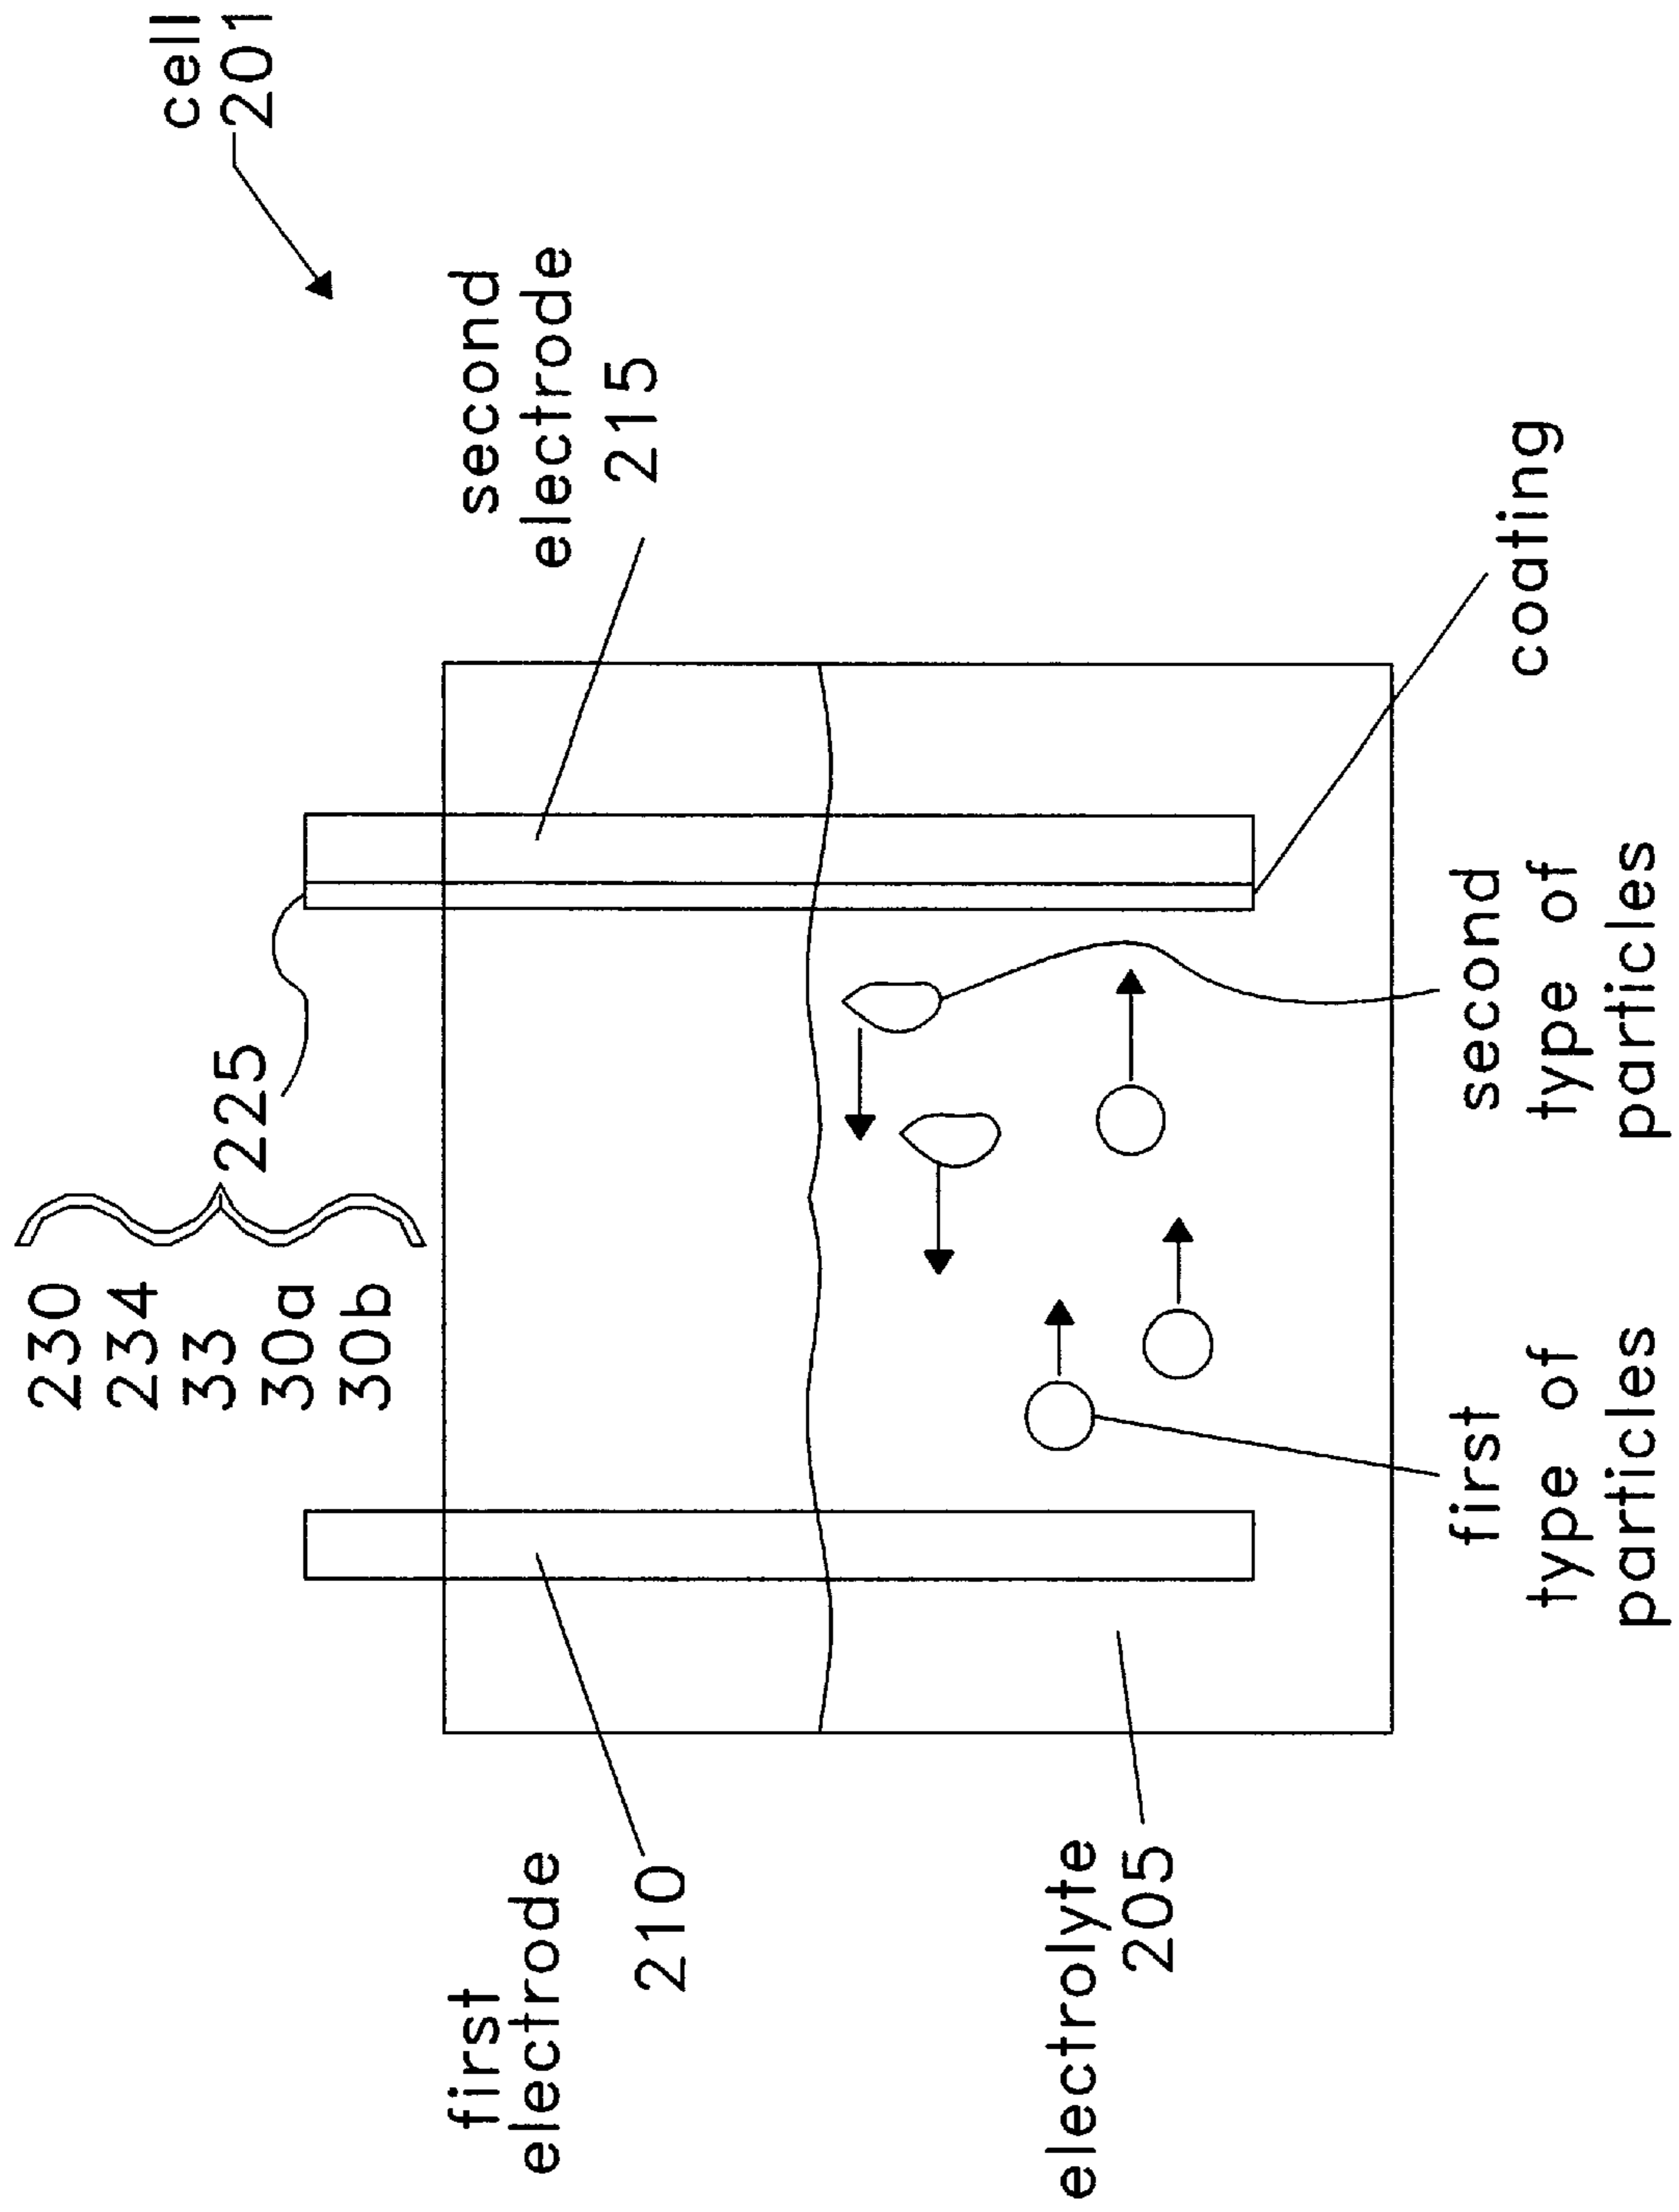 cell
201
230
234
33
30a
30b
225
first
electrode
210
second
electrode
215
electrolyte
205
first
type of
particles
second
type of
particles
coating